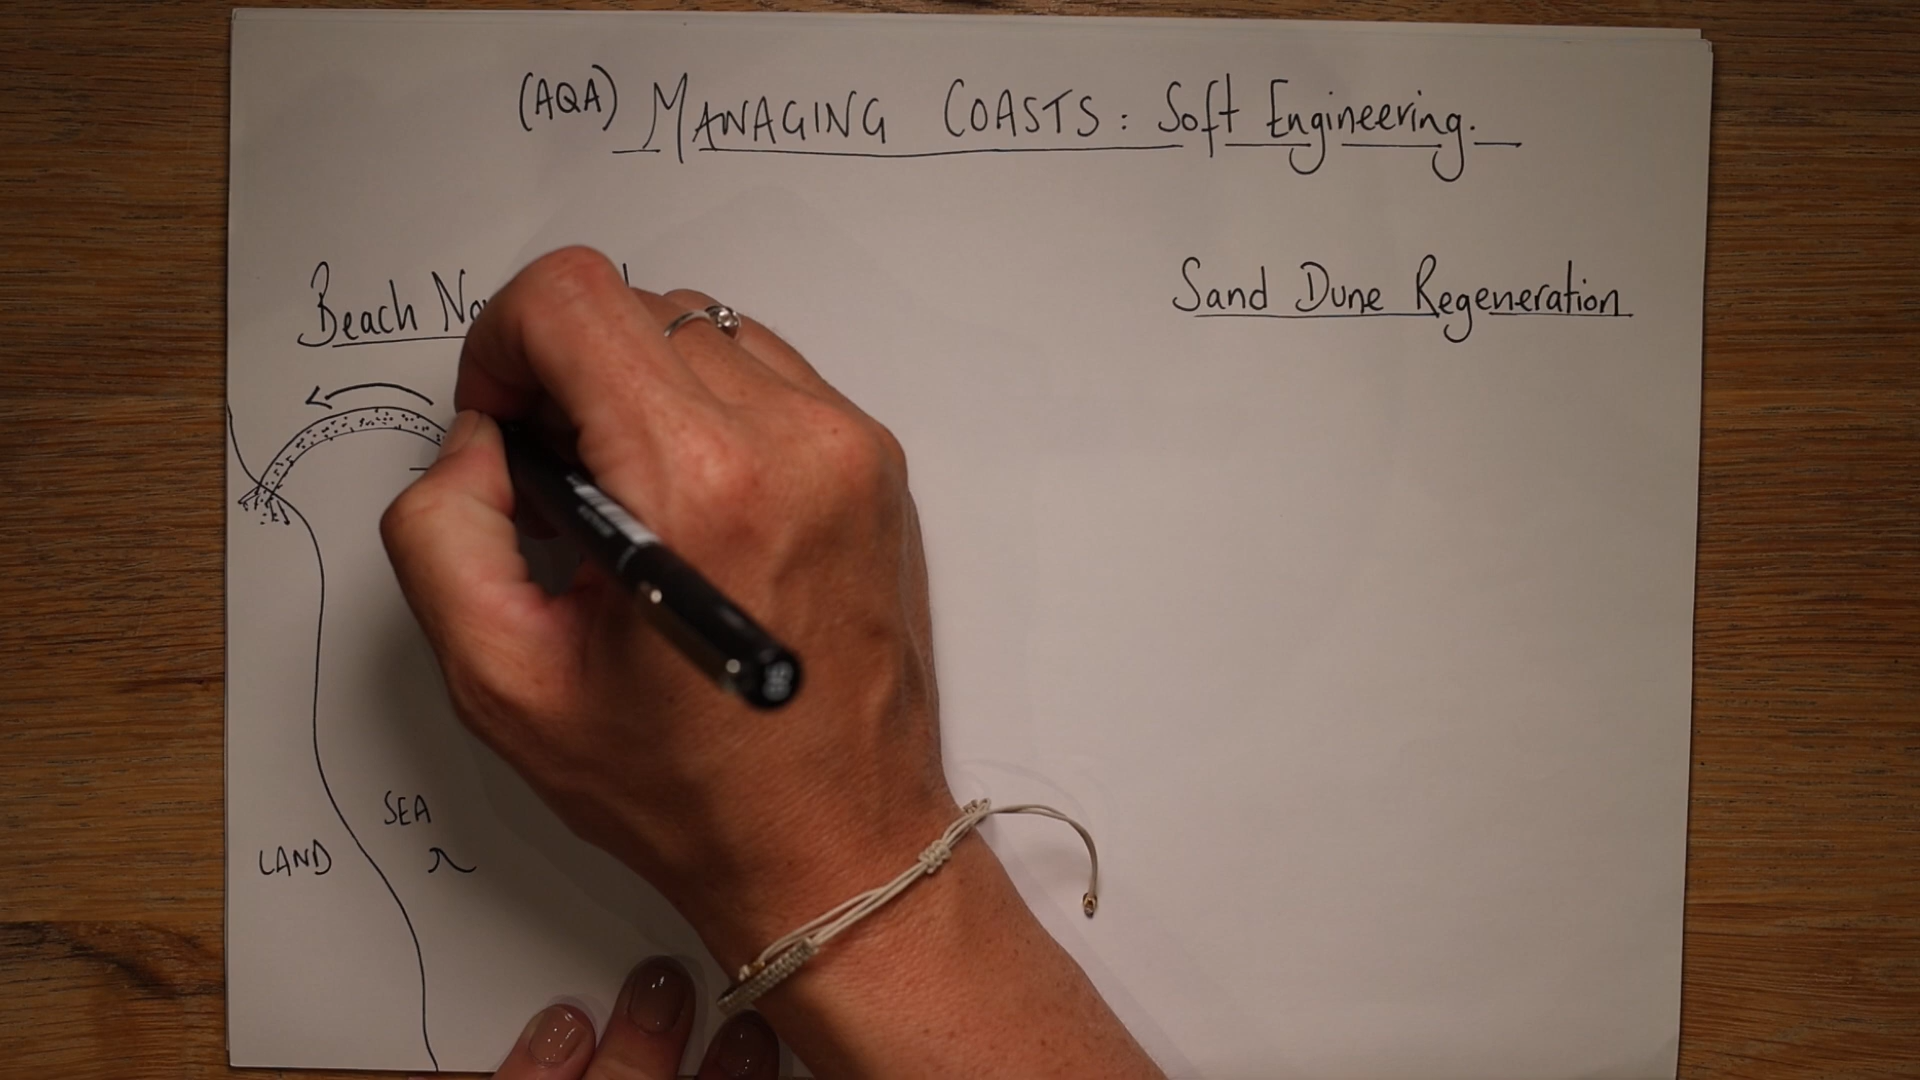 (AQA) MANAGING COASTS: Soft Engineering.
Beach
Sand Dune Regeneration
SEA
LAND